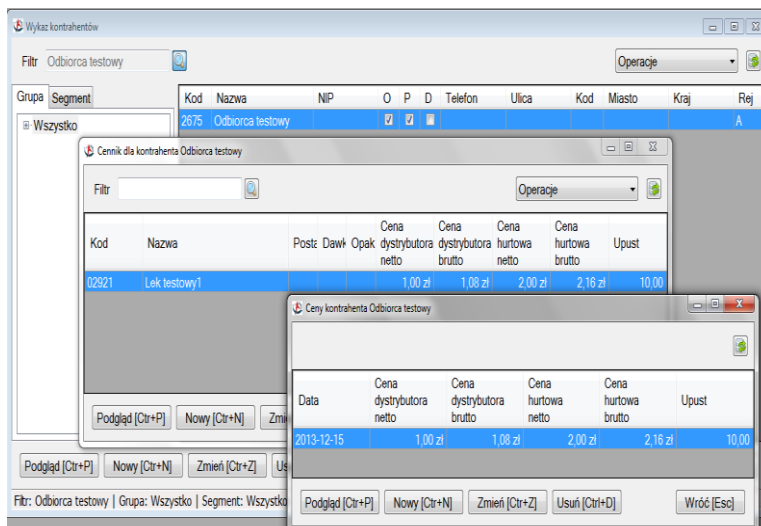 Wykaz kontrahentów
Filtr Odbiorca testowy Operacje
Grupa Segment Kod Nazwa NIP O P D Telefon Ulica Kod Miasto Kraj Rej
Wszystko 2675 Odbiorca testowy A
Cennik dla kontrahenta Odbiorca testowy
Filtr Operacje
Kod Nazwa Posta Dawk Opak Cena dystrybutora netto Cena dystrybutora brutto Cena hurtowa netto Cena hurtowa brutto Upust
02921 Lek testowy1 1,00 zł 1,08 zł 2,00 zł 2,16 zł 10,00
Ceny kontrahenta Odbiorca testowy
Data Cena dystrybutora netto Cena dystrybutora brutto Cena hurtowa netto Cena hurtowa brutto Upust
2013-12-15 1,00 zł 1,08 zł 2,00 zł 2,16 zł 10,00
Podgląd [Ctr+P] Nowy [Ctr+N] Zmi
Podgląd [Ctr+P] Nowy [Ctr+N] Zmień [Ctr+Z] Us
Podgląd [Ctr+P] Nowy [Ctr+N] Zmień [Ctr+Z] Usuń [Ctrl+D] Wróć [Esc]
Fltr: Odbiorca testowy | Grupa: Wszystko | Segment: Wszystko